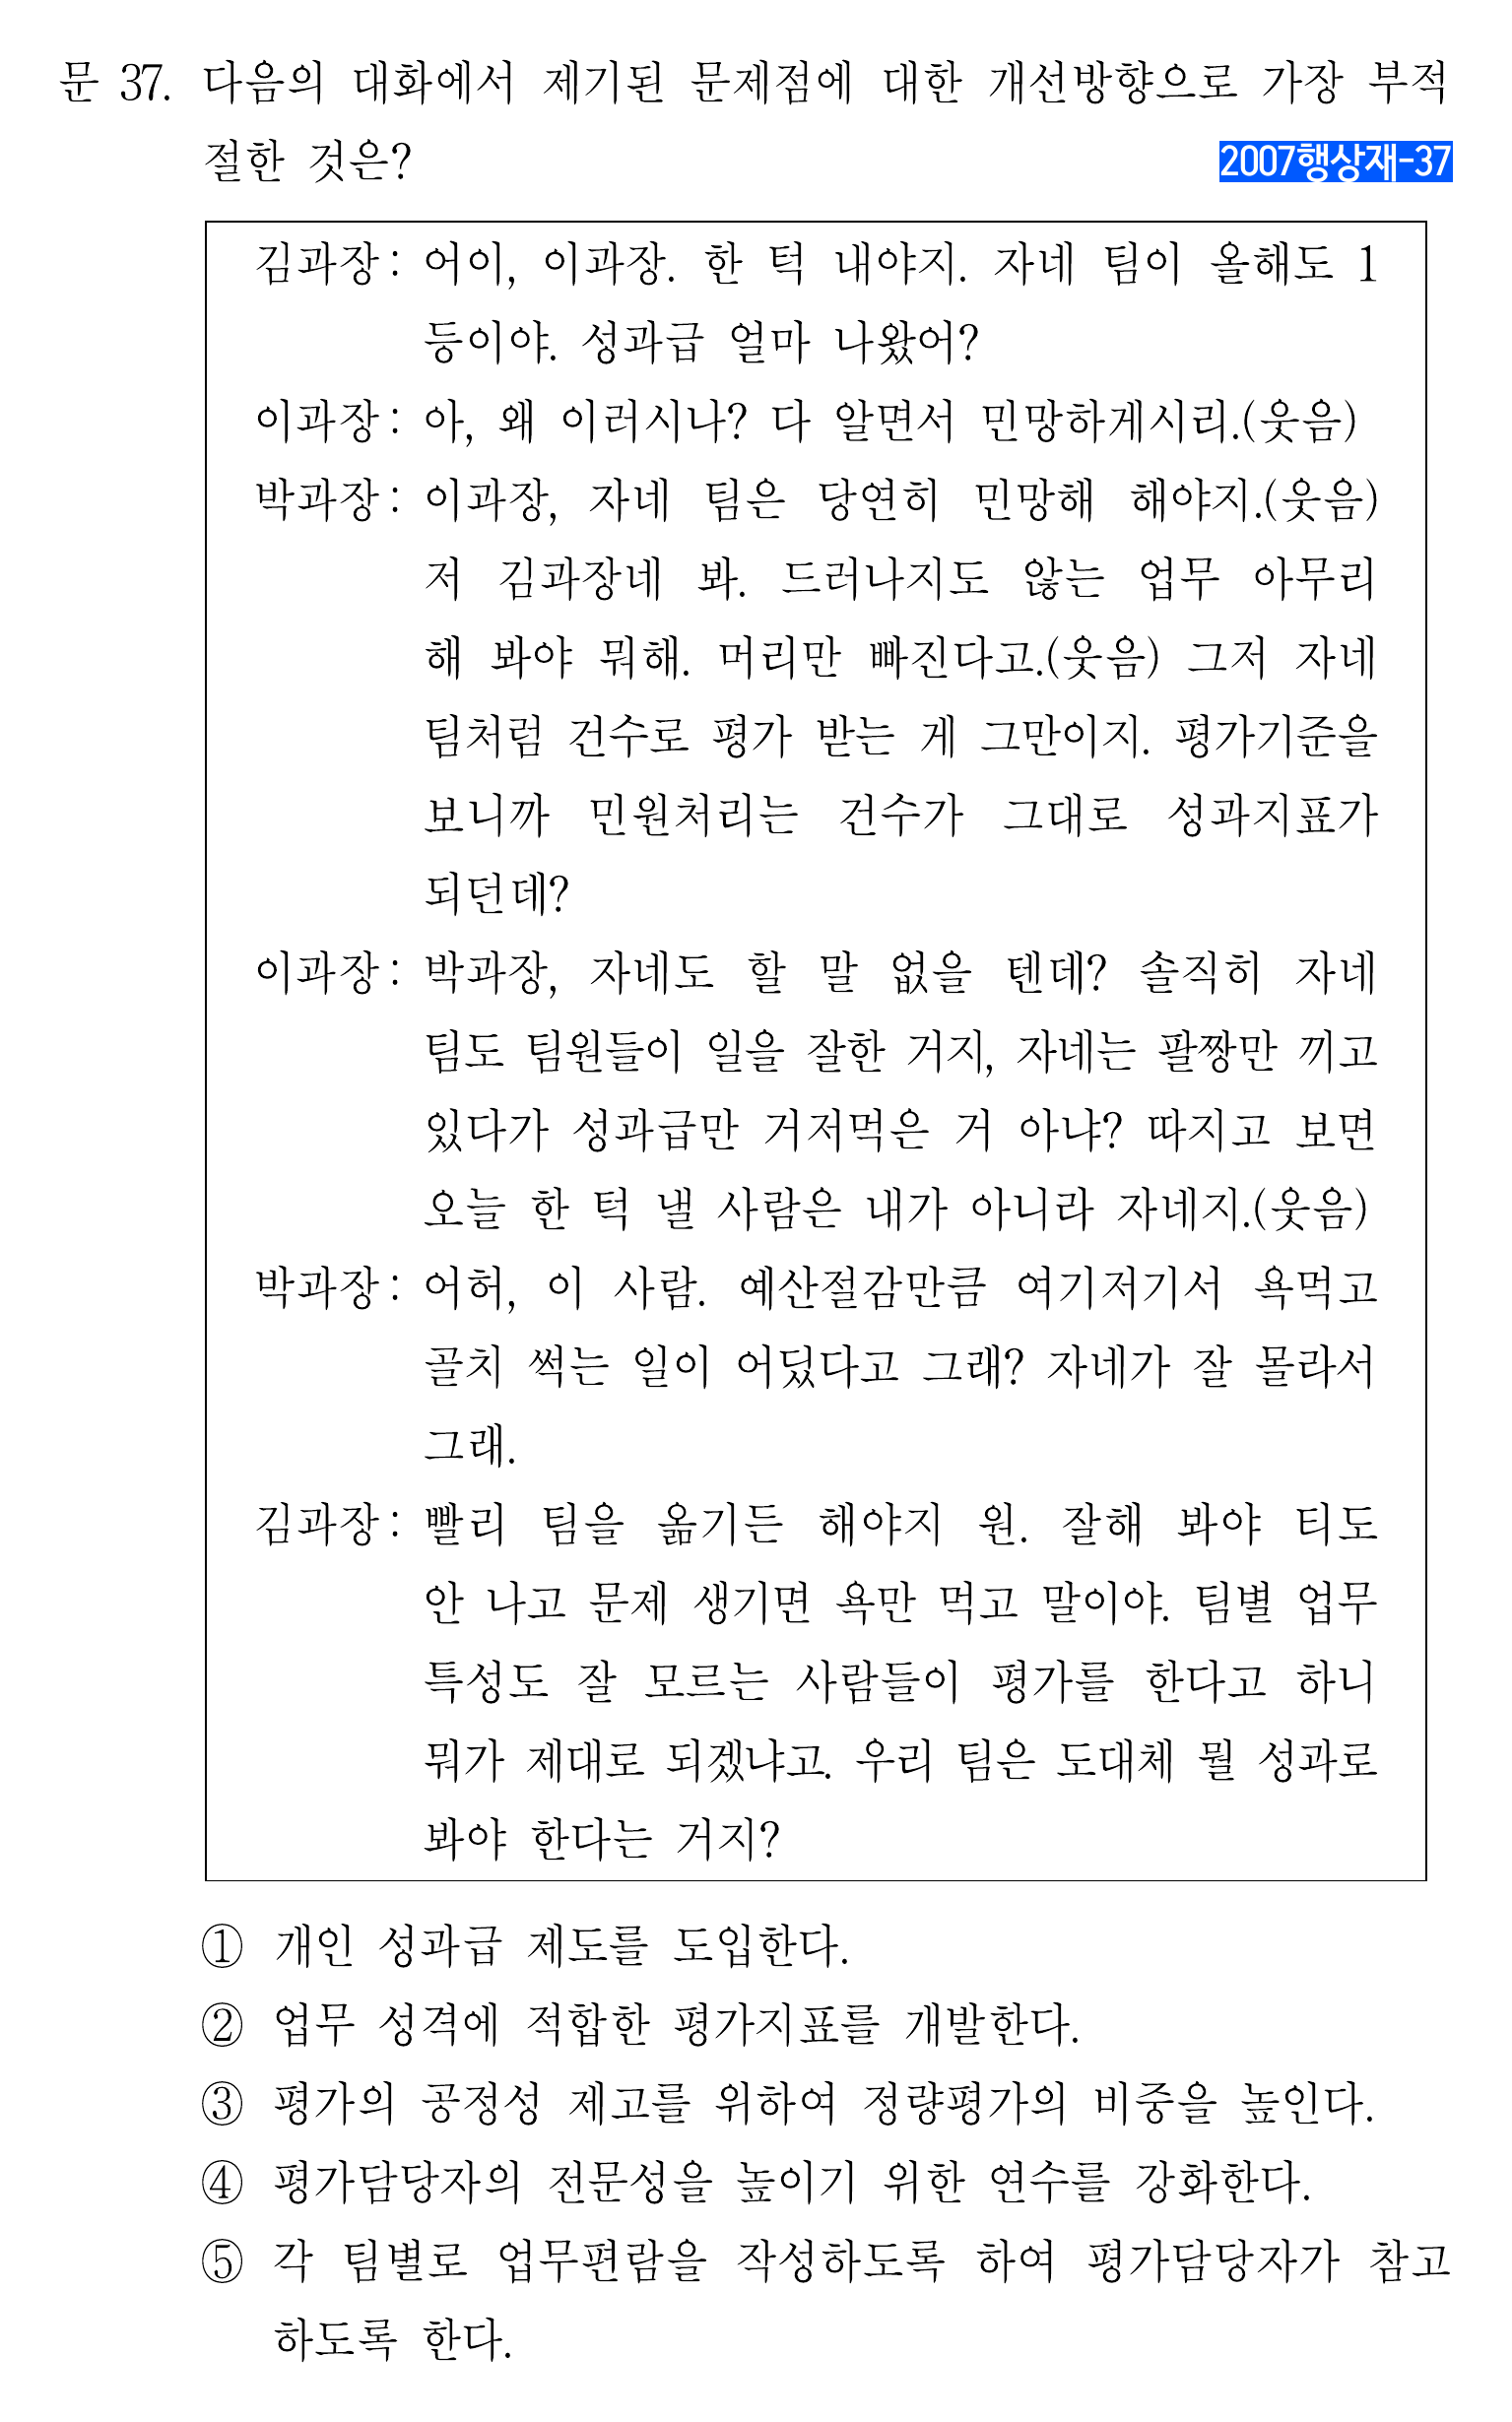 문 37. 다음의 대화에서 제기된 문제점에 대한 개선방향으로 가장 부적
절한 것은?
2007행상재-37
김과장 : 어이, 이과장. 한 턱 내야지. 자네 팀이 올해도 1
등이야. 성과급 얼마 나왔어?
이과장 : 아, 왜 이러시나? 다 알면서 민망하게시리.(웃음)
박과장 : 이과장, 자네 팀은 당연히 민망해 해야지.(웃음)
저 김과장네 봐. 드러나지도 않는 업무 아무리
해 봐야 뭐해. 머리만 빠진다고.(웃음) 그저 자네
팀처럼 건수로 평가 받는 게 그만이지. 평가기준을
보니까 민원처리는 건수가 그대로 성과지표가
되던데?
이과장 : 박과장, 자네도 할 말 없을 텐데? 솔직히 자네
팀도 팀원들이 일을 잘한 거지, 자네는 팔짱만 끼고
있다가 성과급만 거저먹은 거 아냐? 따지고 보면
오늘 한 턱 낼 사람은 내가 아니라 자네지.(웃음)
박과장 : 어허, 이 사람. 예산절감만큼 여기저기서 욕먹고
골치 썩는 일이 어딨다고 그래? 자네가 잘 몰라서
그래.
김과장 : 빨리 팀을 옮기든 해야지 원. 잘해 봐야 티도
안 나고 문제 생기면 욕만 먹고 말이야. 팀별 업무
특성도 잘 모르는 사람들이 평가를 한다고 하니
뭐가 제대로 되겠냐고. 우리 팀은 도대체 뭘 성과로
봐야 한다는 거지?
① 개인 성과급 제도를 도입한다.
② 업무 성격에 적합한 평가지표를 개발한다.
③ 평가의 공정성 제고를 위하여 정량평가의 비중을 높인다.
④ 평가담당자의 전문성을 높이기 위한 연수를 강화한다.
⑤ 각 팀별로 업무편람을 작성하도록 하여 평가담당자가 참고
하도록 한다.